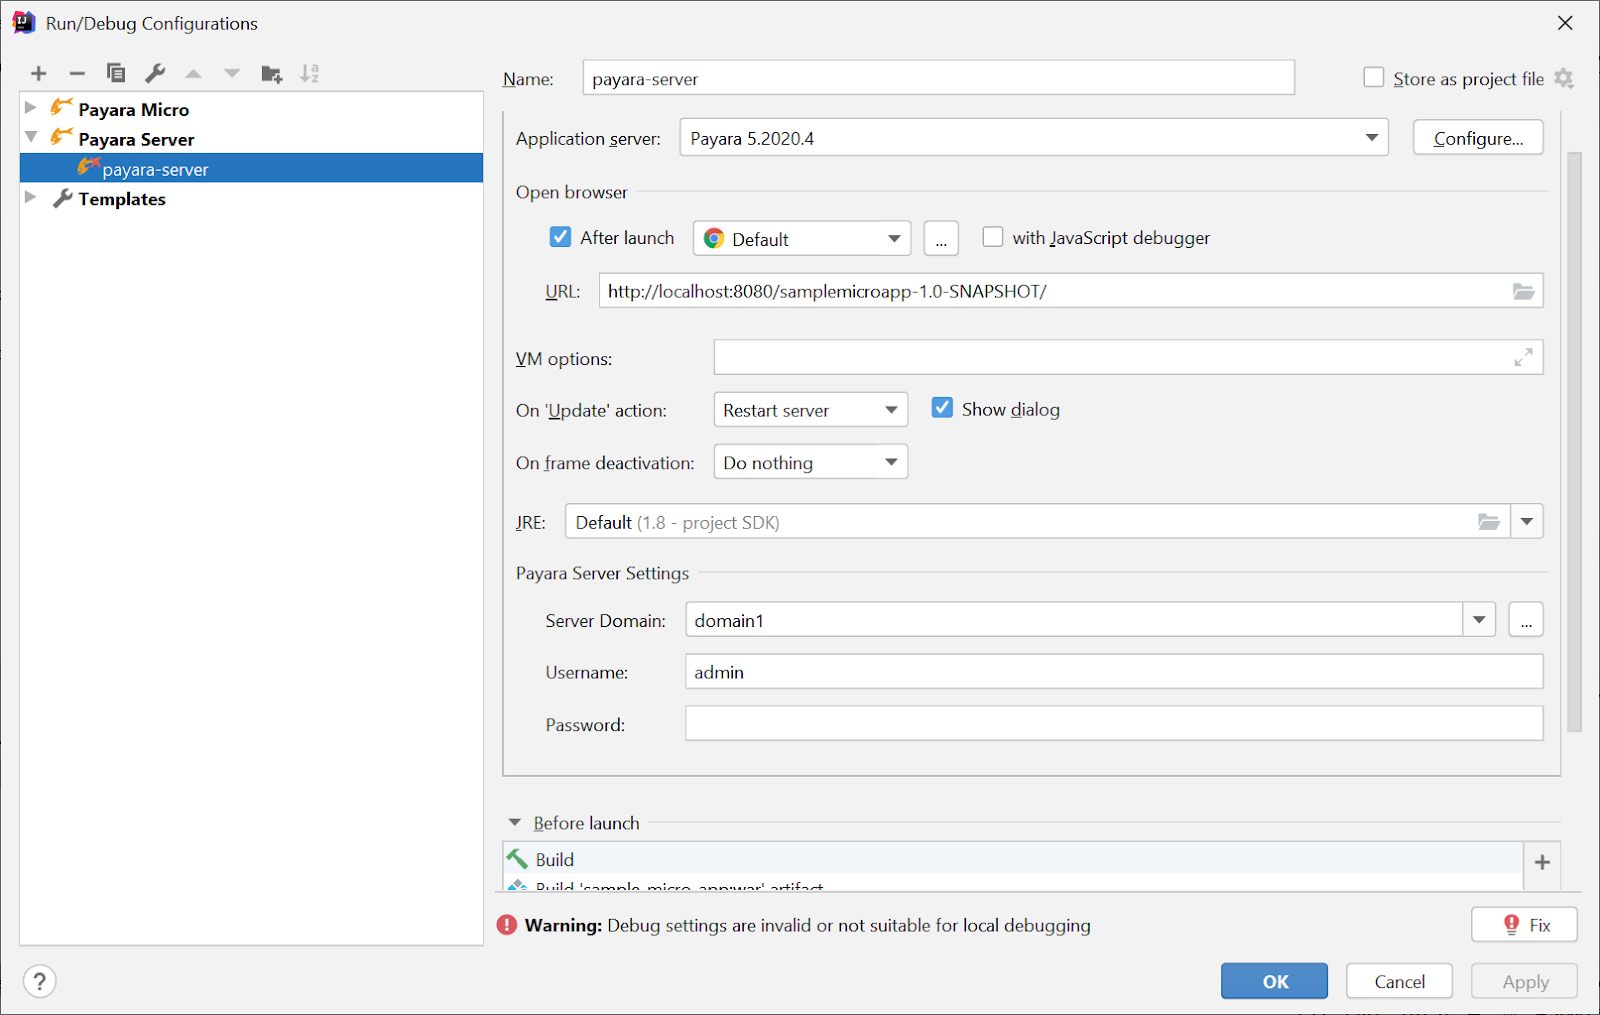 Run/Debug Configurations
Name: payara-server Store as project file
Payara Micro
Payara Server
payara-server
Templates
Application server: Payara 5.2020.4 Configure...
Open browser
After launch Default ... with JavaScript debugger
URL: http://localhost:8080/samplemicroapp-1.0-SNAPSHOT/
VM options:
On 'Update' action: Restart server Show dialog
On frame deactivation: Do nothing
JRE: Default (1.8 - project SDK)
Payara Server Settings
Server Domain: domain1 ...
Username: admin
Password:
Before launch
Build
Build 'sample_micro_app:war' artifact
Warning: Debug settings are invalid or not suitable for local debugging Fix
? OK Cancel Apply